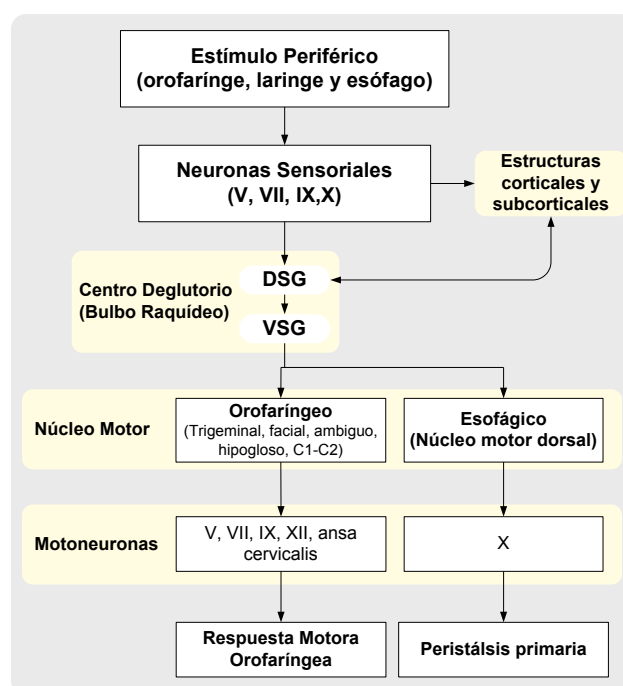 Estímulo Periférico
(orofarínge, laringe y esófago)
Neuronas Sensoriales
(V, VII, IX,X)
Estructuras
corticales y
subcorticales
Centro Deglutorio
(Bulbo Raquídeo)
DSG
VSG
Núcleo Motor
Orofaríngeo
(Trigeminal, facial, ambiguo,
hipogloso, C1-C2)
Esofágico
(Núcleo motor dorsal)
Motoneuronas
V, VII, IX, XII, ansa
cervicalis
X
Respuesta Motora
Orofaríngea
Peristálsis primaria